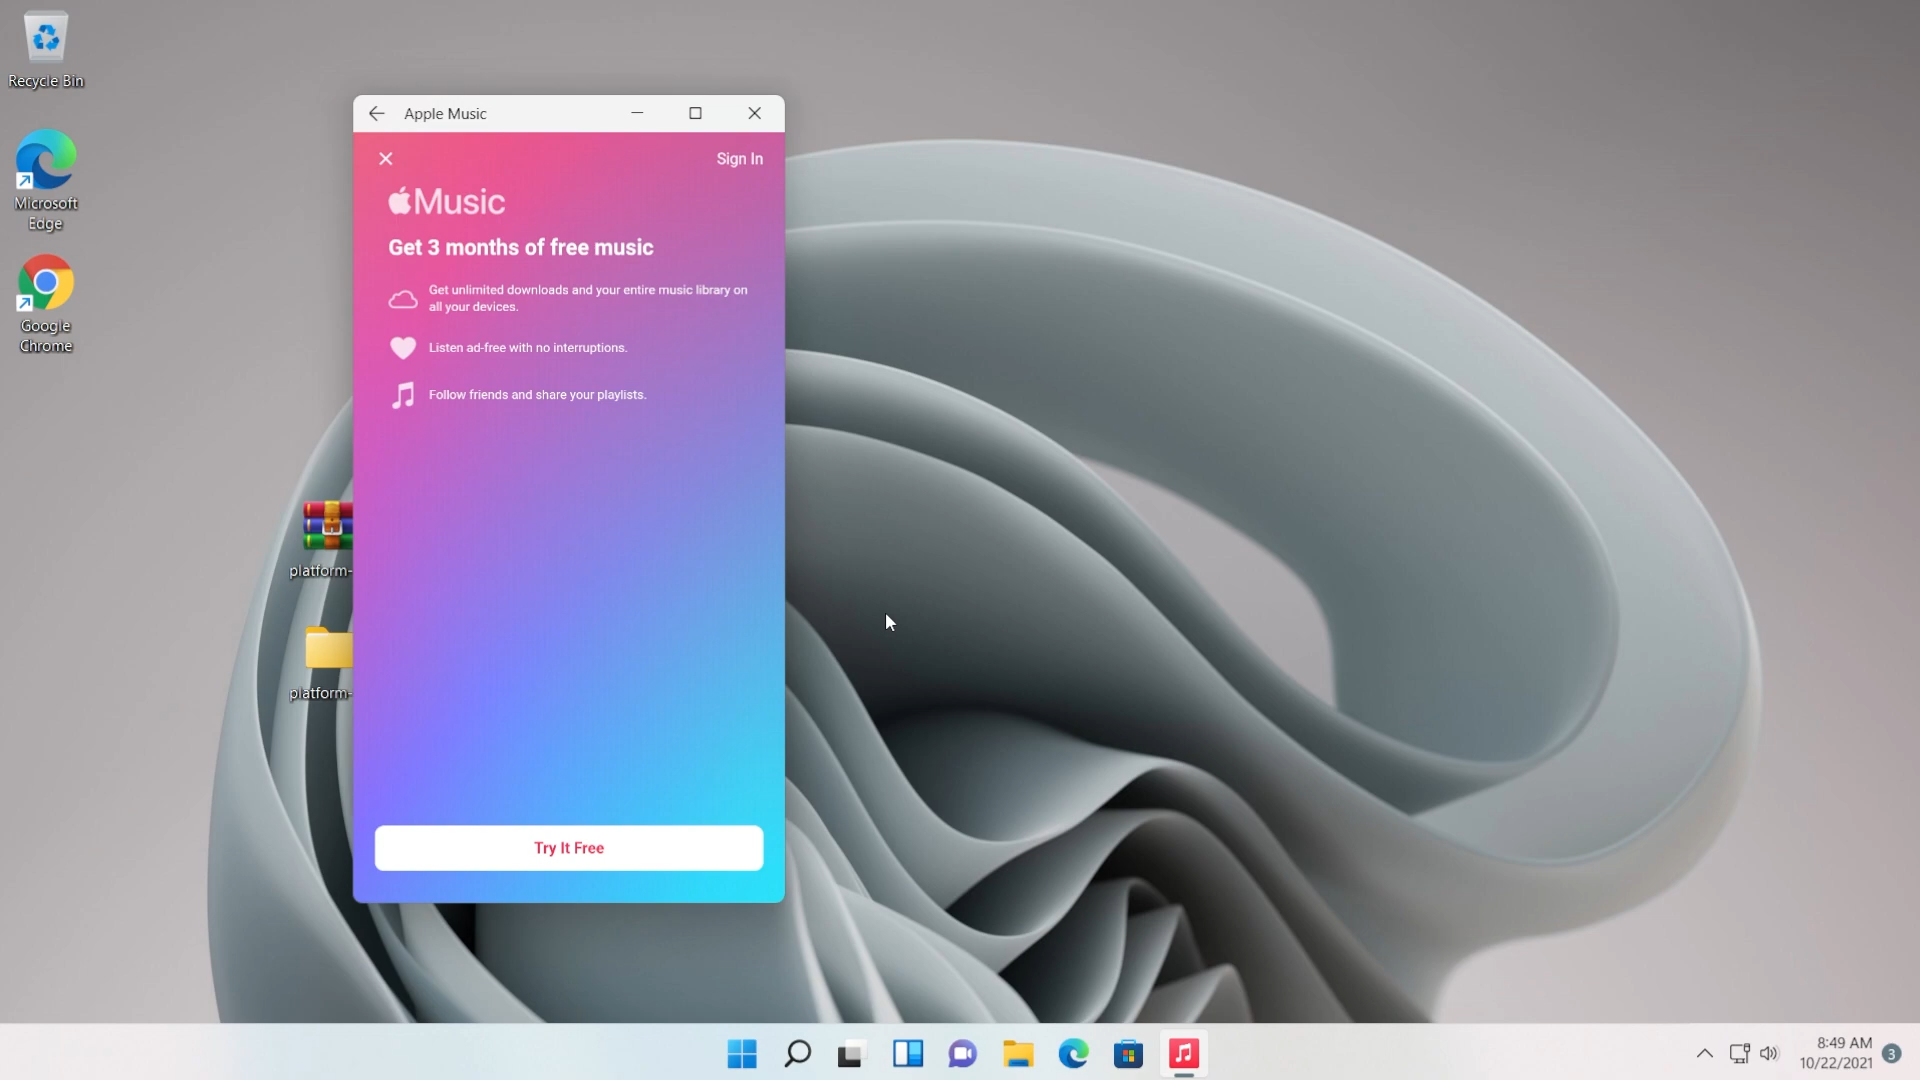 Recycle Bin
Microsoft
Edge
Google
Chrome
platform-
platform-
Apple Music
Sign In
Music
Get 3 months of free music
Get unlimited downloads and your entire music library on
all your devices.
Listen ad-free with no interruptions.
Follow friends and share your playlists.
Try It Free
8:49 AM
10/22/2021
3